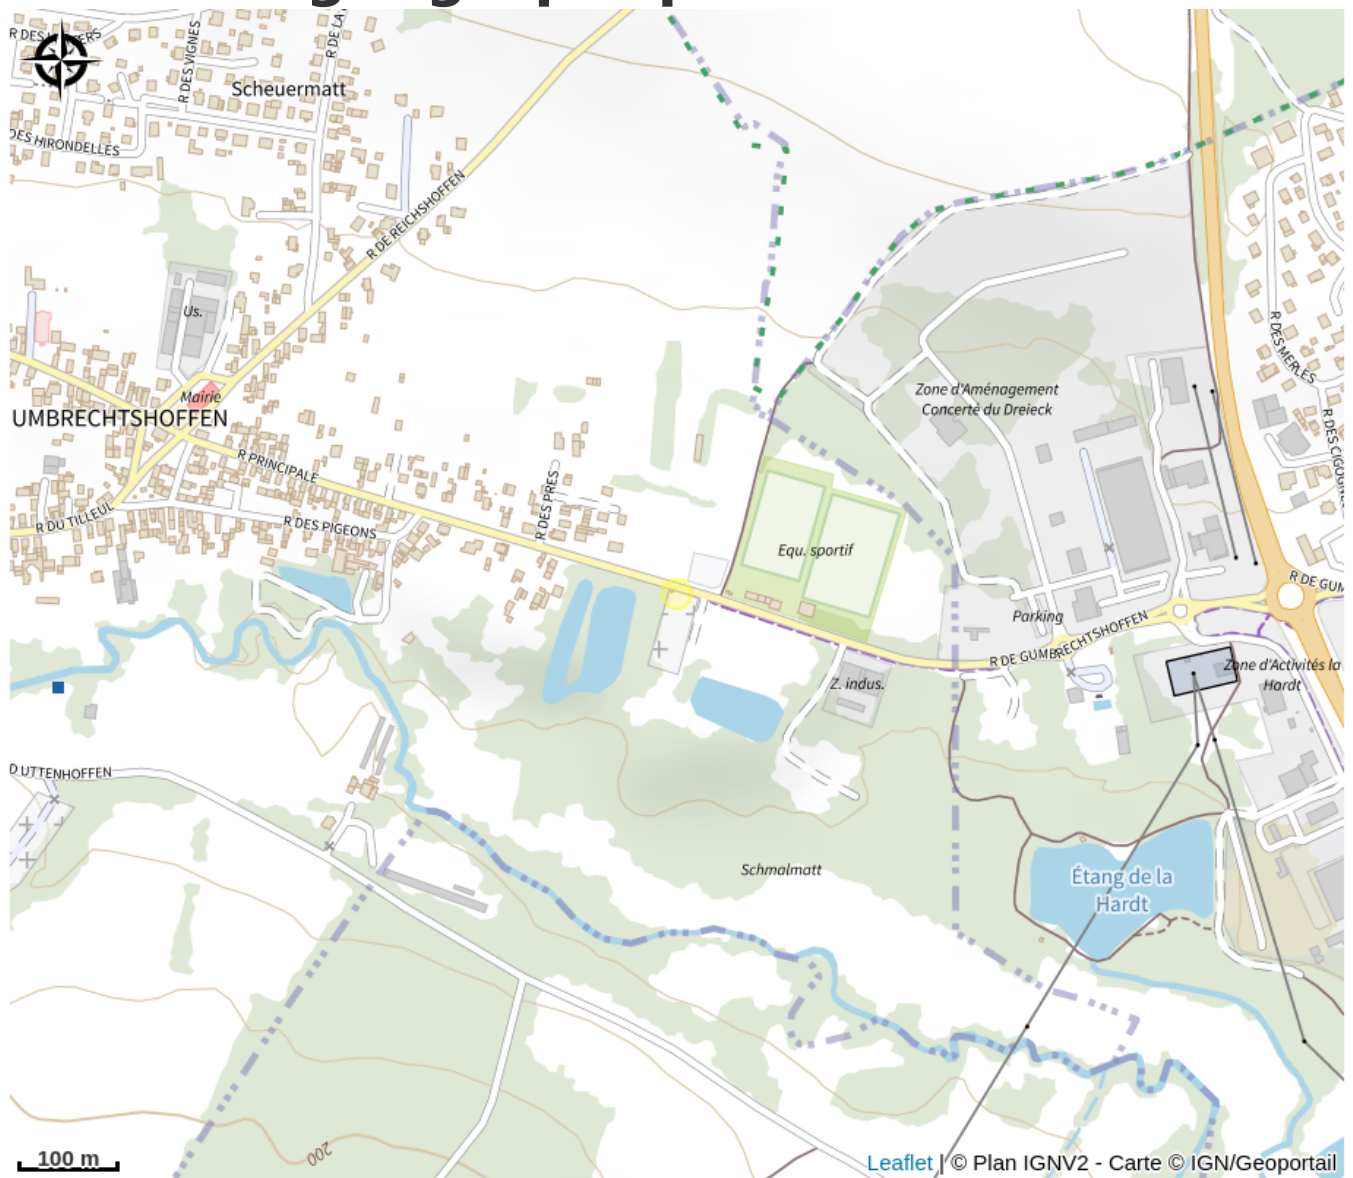 Scheuermatt
R DES VIGNES
R DE LA
DES HIRONDELLES
R DE REICHSHOFFEN
Us.
Mairie
UMBRECHTSHOFFEN
R PRINCIPALE
R DU TILLEUL
R DES PIGEONS
R DES PRES
Equ. sportif
Zone d'Aménagement
Concerté du Dreieck
R DES MERLES
R DES CIGOGNE
Parking
R DE GUMBRECHTSHOFFEN
R DE GUM
Z. indus.
Zone d'Activités la
Hardt
D UTTENHOFFEN
Schmalmatt
Étang de la
Hardt
200
100 m
Leaflet | © Plan IGNV2 - Carte © IGN/Geoportail